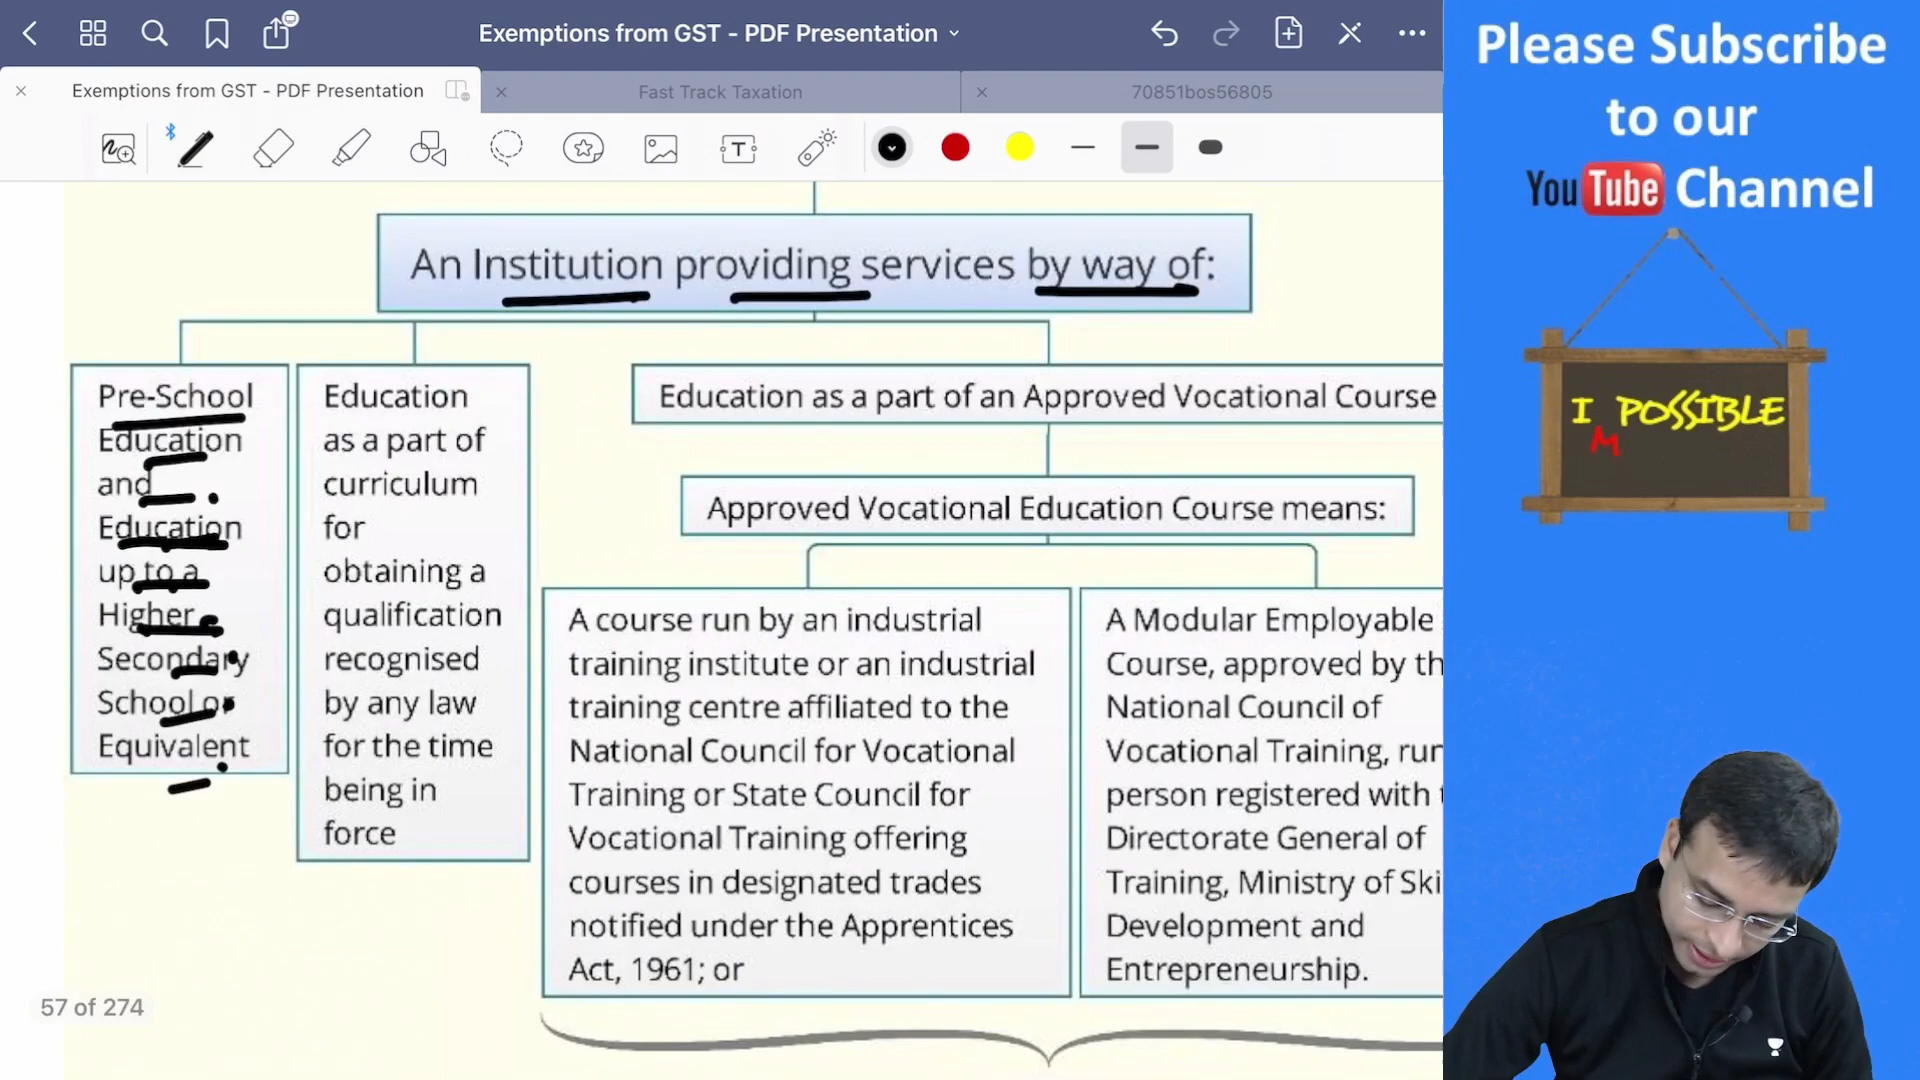 Exemptions from GST - PDF Presentation
Exemptions from GST - PDF Presentation
Fast Track Taxation
70851bos56805
T
An Institution providing services by way of:
Pre-School
Education
and
Education
up to a
Higher
Secondary
School or
Equivalent
Education
as a part of
curriculum
for
obtaining a
qualification
recognised
by any law
for the time
being in
force
Education as a part of an Approved Vocational Course
Approved Vocational Education Course means:
A course run by an industrial
training institute or an industrial
training centre affiliated to the
National Council for Vocational
Training or State Council for
Vocational Training offering
courses in designated trades
notified under the Apprentices
Act, 1961; or
A Modular Employable
Course, approved by th
National Council of
Vocational Training, run
person registered with
Directorate General of
Training, Ministry of Ski
Development and
Entrepreneurship.
57 of 274
Please Subscribe
to our
YouTube Channel
I POSSIBLE
M